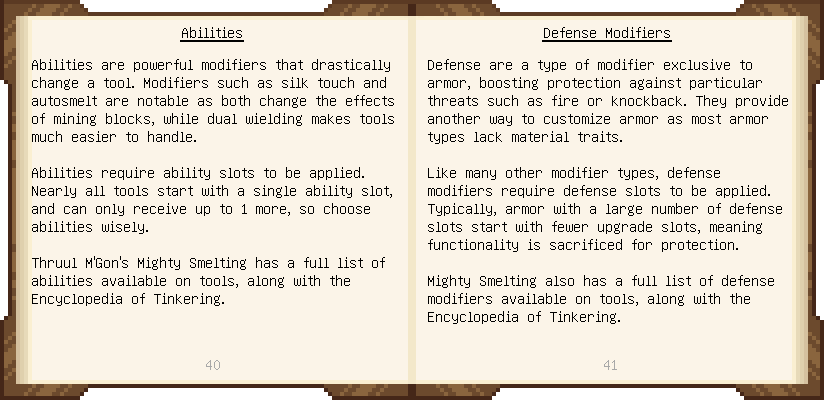 Abilities
Abilities are powerful modifiers that drastically
change a tool. Modifiers such as silk touch and
autosmelt are notable as both change the effects
of mining blocks, while dual wielding makes tools
much easier to handle.
Abilities require ability slots to be applied.
Nearly all tools start with a single ability slot,
and can only receive up to 1 more, so choose
abilities wisely.
Thruul M'Gon's Mighty Smelting has a full list of
abilities available on tools, along with the
Encyclopedia of Tinkering.
40
Defense Modifiers
Defense are a type of modifier exclusive to
armor, boosting protection against particular
threats such as fire or knockback. They provide
another way to customize armor as most armor
types lack material traits.
Like many other modifier types, defense
modifiers require defense slots to be applied.
Typically, armor with a large number of defense
slots start with fewer upgrade slots, meaning
functionality is sacrificed for protection.
Mighty Smelting also has a full list of defense
modifiers available on tools, along with the
Encyclopedia of Tinkering.
41